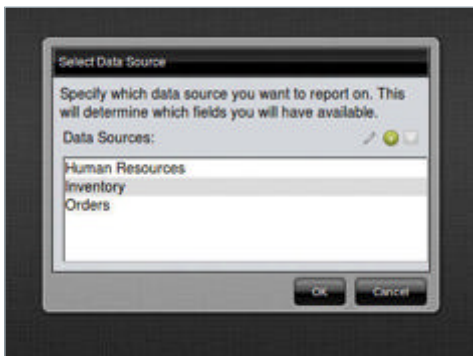 Select Data Source
Specify which data source you want to report on. This
will determine which fields you will have available.
Data Sources:
Human Resources
Inventory
Orders
OK
Cancel